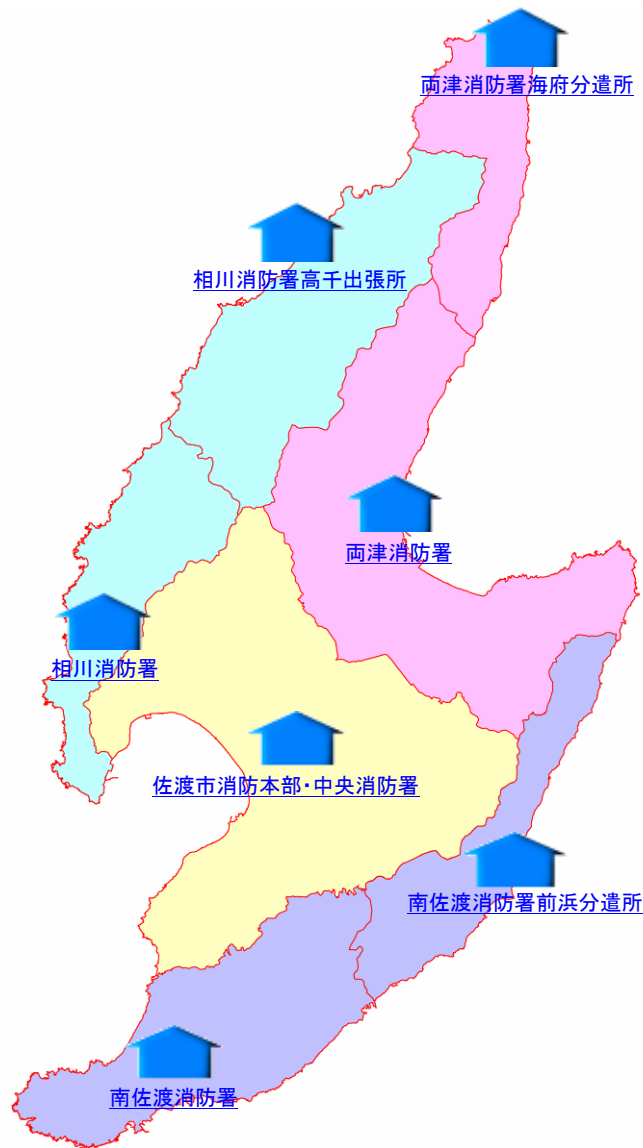 両津消防署海府分遣所
相川消防署高千出張所
両津消防署
相川消防署
佐渡市消防本部・中央消防署
南佐渡消防署前浜分遣所
南佐渡消防署